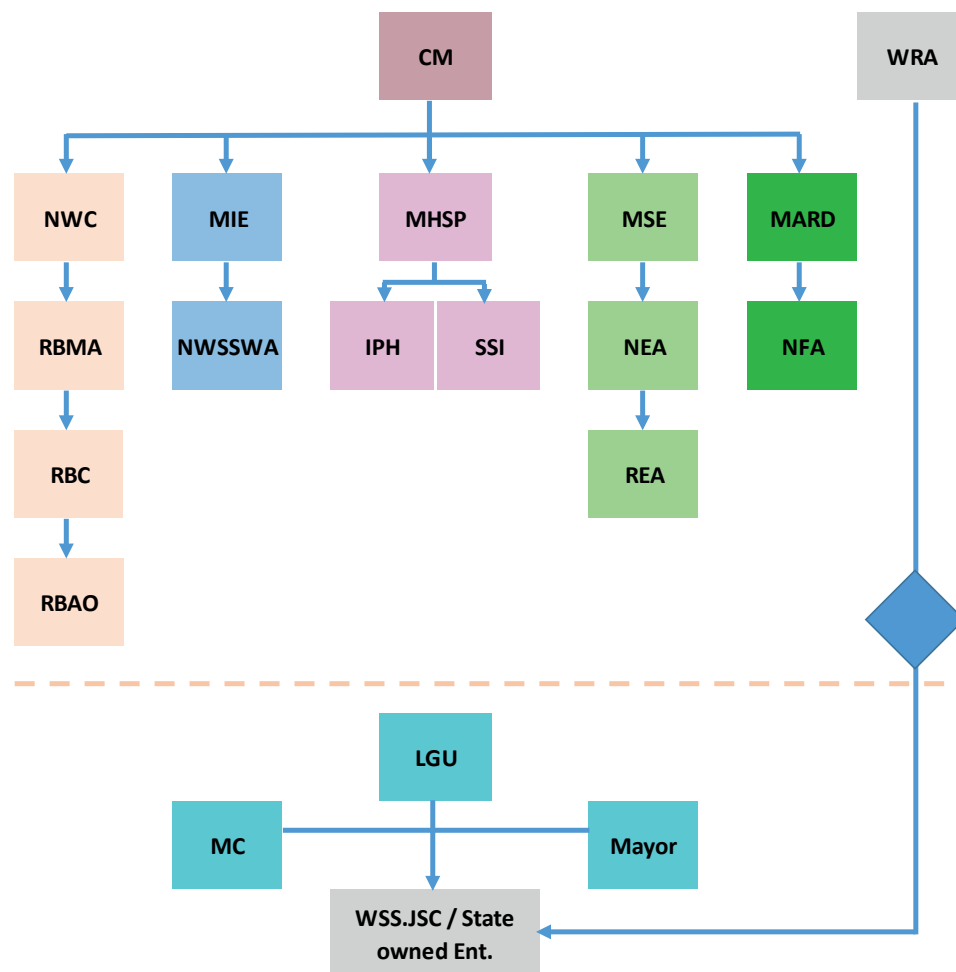 CM
WRA
NWC
MIE
MHSP
MSE
MARD
RBMA
NWSSWA
IPH
SSI
NEA
NFA
RBC
REA
RBAO
LGU
MC
Mayor
WSS.JSC / State
owned Ent.